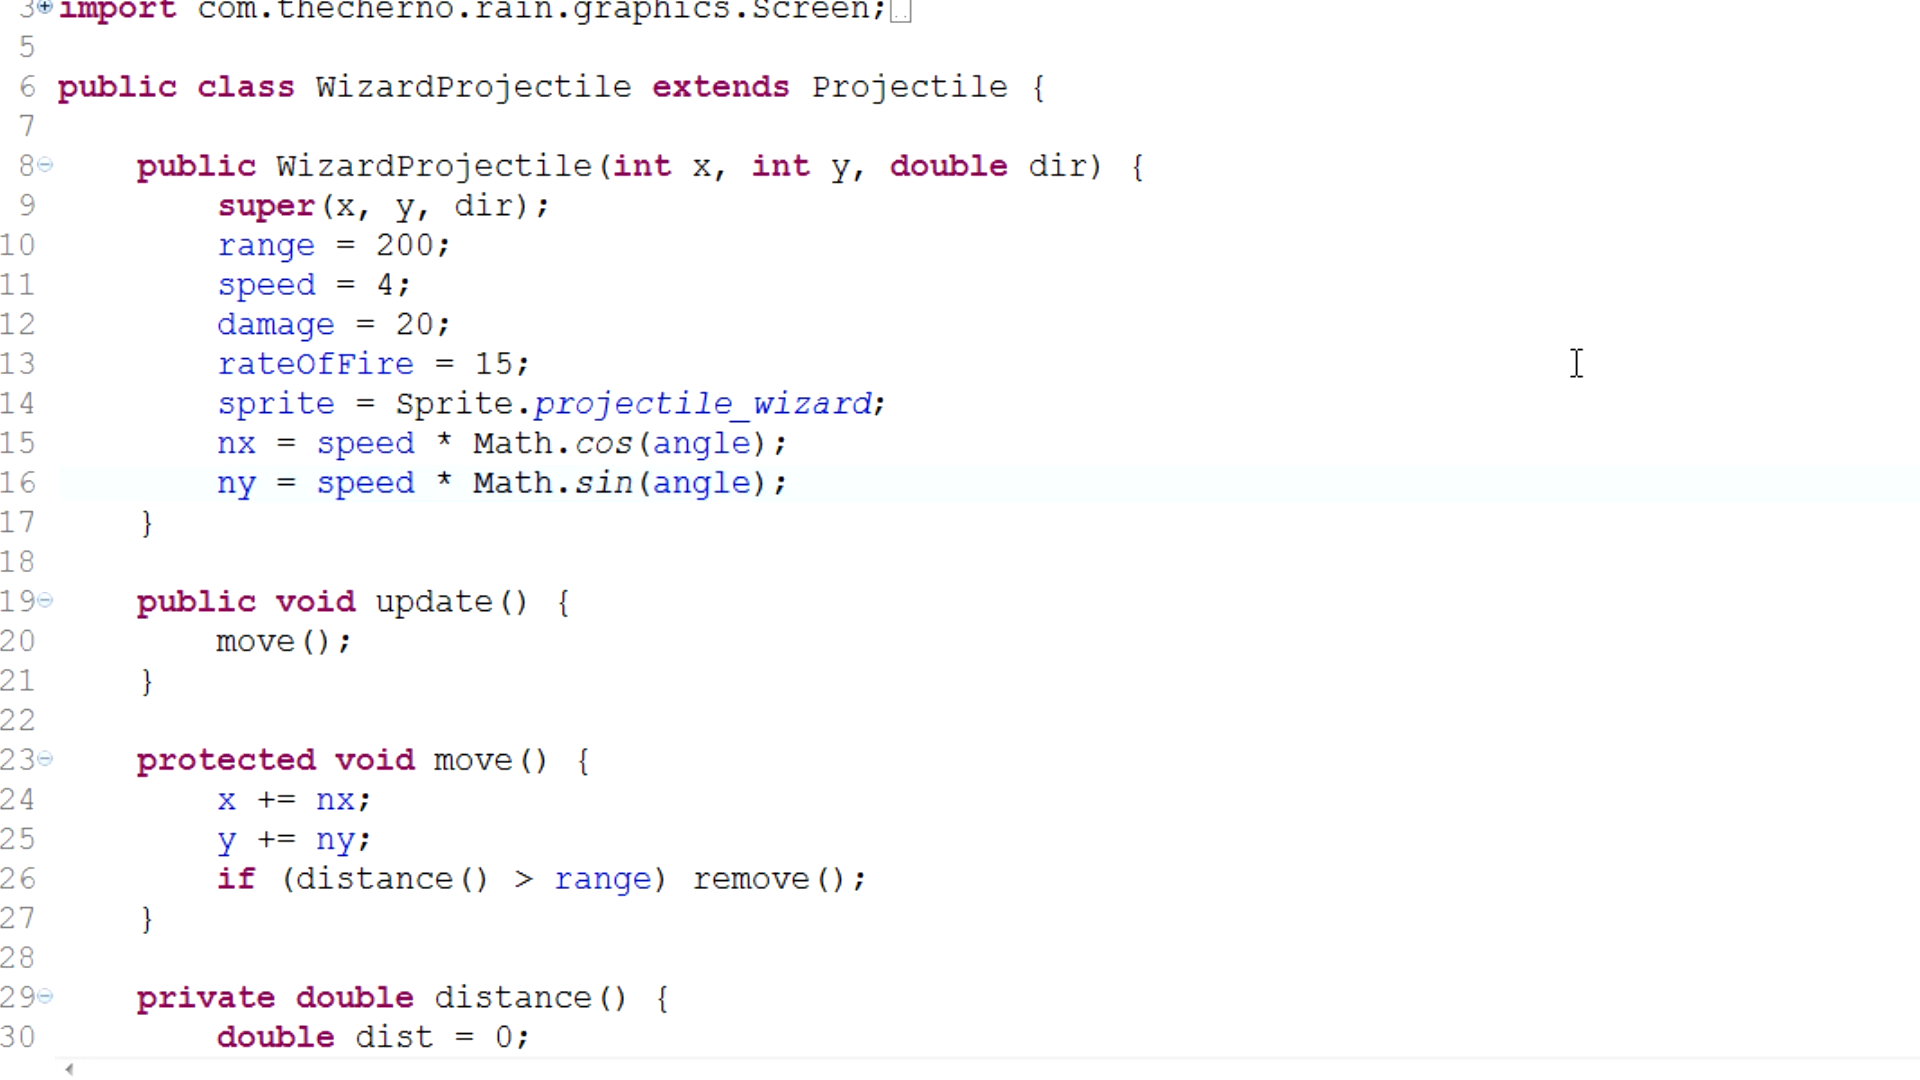 3 import com.thecherno.rain.graphics.Screen;
5
6 public class WizardProjectile extends Projectile {
7
8     public WizardProjectile(int x, int y, double dir) {
9         super(x, y, dir);
10         range = 200;
11         speed = 4;
12         damage = 20;
13         rateOfFire = 15;
14         sprite = Sprite.projectile_wizard;
15         nx = speed * Math.cos(angle);
16         ny = speed * Math.sin(angle);
17     }
18
19     public void update() {
20         move();
21     }
22
23     protected void move() {
24         x += nx;
25         y += ny;
26         if (distance() > range) remove();
27     }
28
29     private double distance() {
30         double dist = 0;